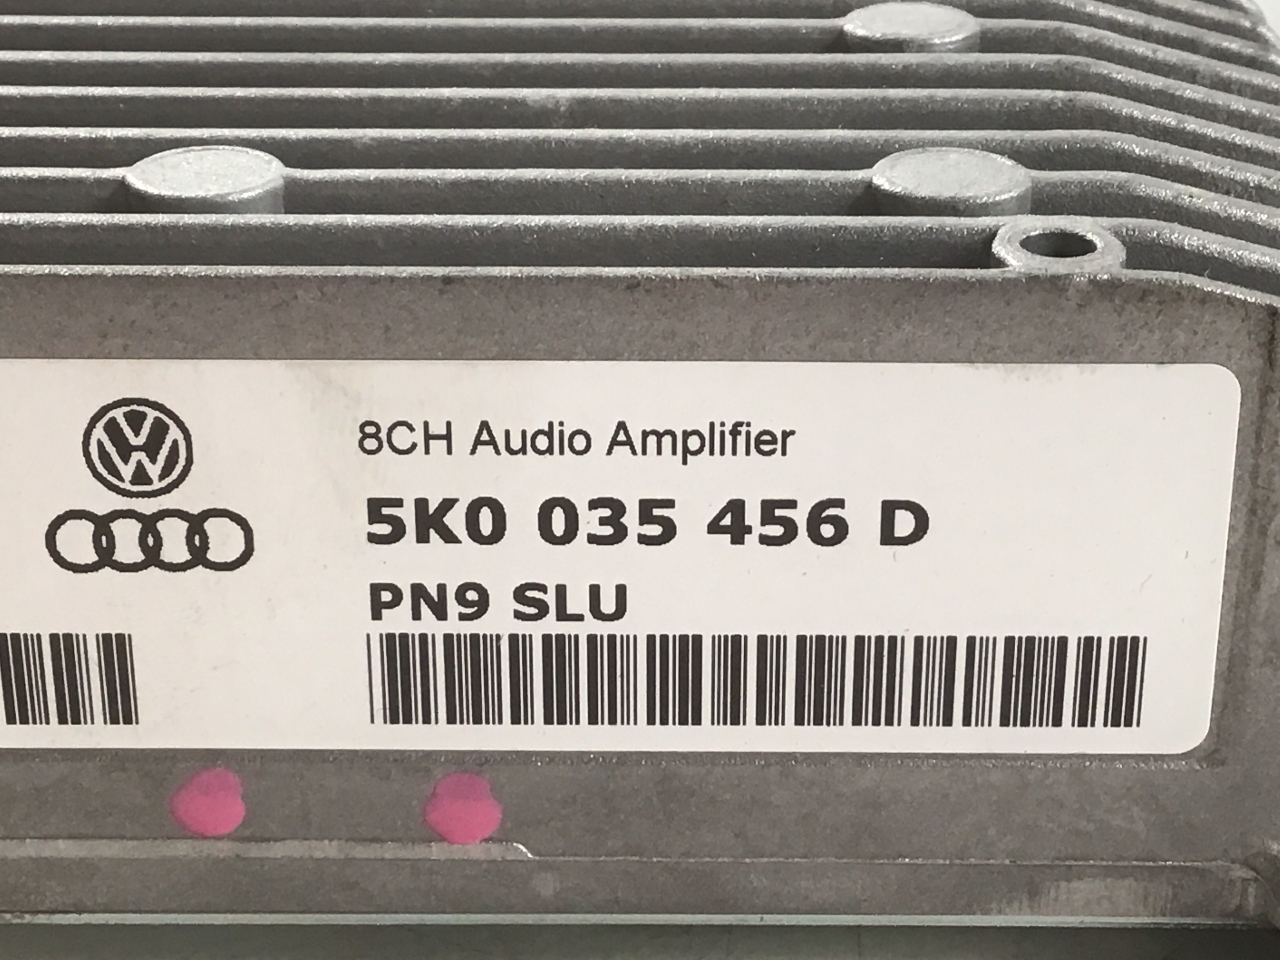 8CH Audio Amplifier
5K0 035 456 D
PN9 SLU